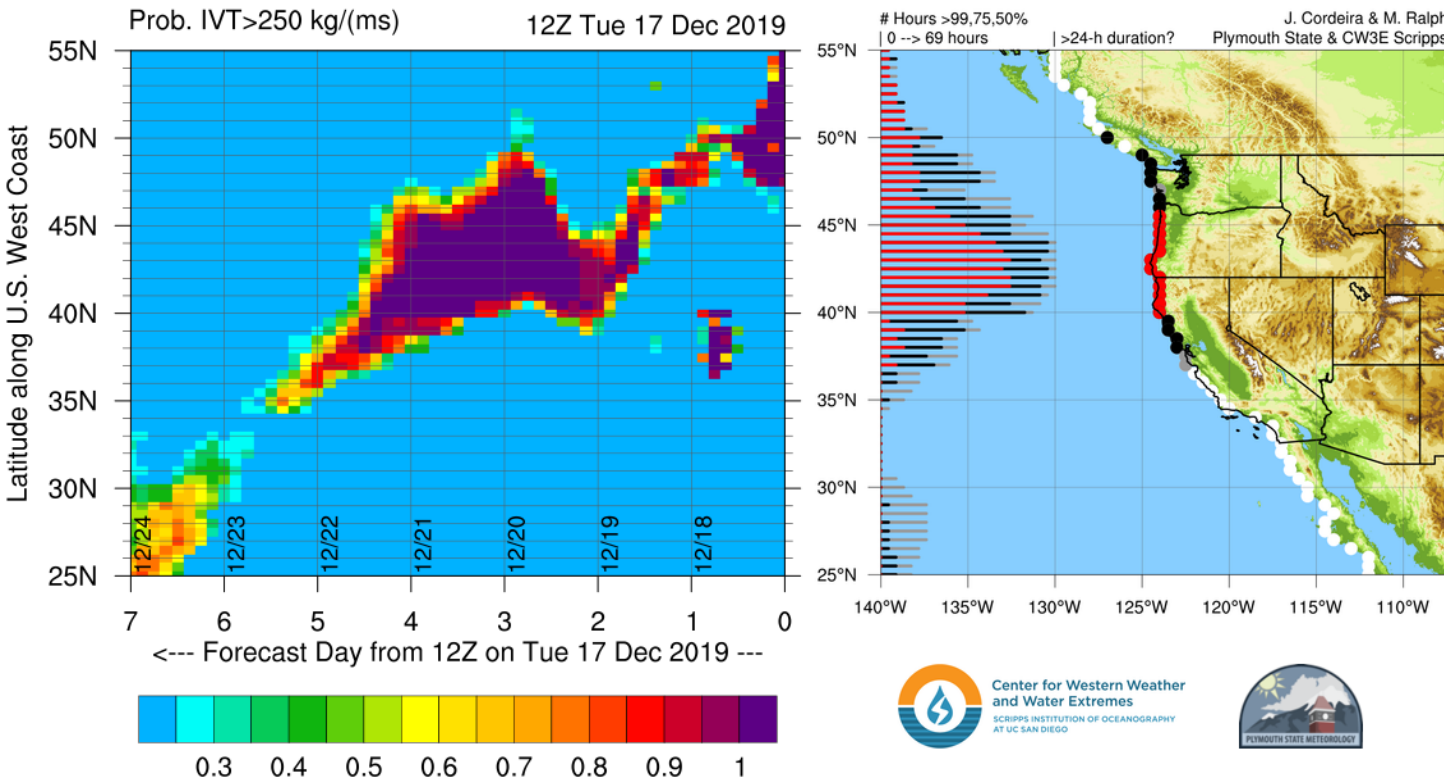 Prob. IVT>250 kg/(ms)
12Z Tue 17 Dec 2019
55N
50N
45N
40N
35N
30N
25N
Latitude along U.S. West Coast
12/24
12/23
12/22
12/21
12/20
12/19
12/18
7 6 5 4 3 2 1 0
<--- Forecast Day from 12Z on Tue 17 Dec 2019 ---
0.3 0.4 0.5 0.6 0.7 0.8 0.9 1
# Hours >99,75,50%
J. Cordeira & M. Ralph
| 0 --> 69 hours
| >24-h duration?
Plymouth State & CW3E Scripps
55°N
50°N
45°N
40°N
35°N
30°N
25°N
140°W 135°W 130°W 125°W 120°W 115°W 110°W
Center for Western Weather
and Water Extremes
SCRIPPS INSTITUTION OF OCEANOGRAPHY
AT UC SAN DIEGO
PLYMOUTH STATE METEOROLOGY